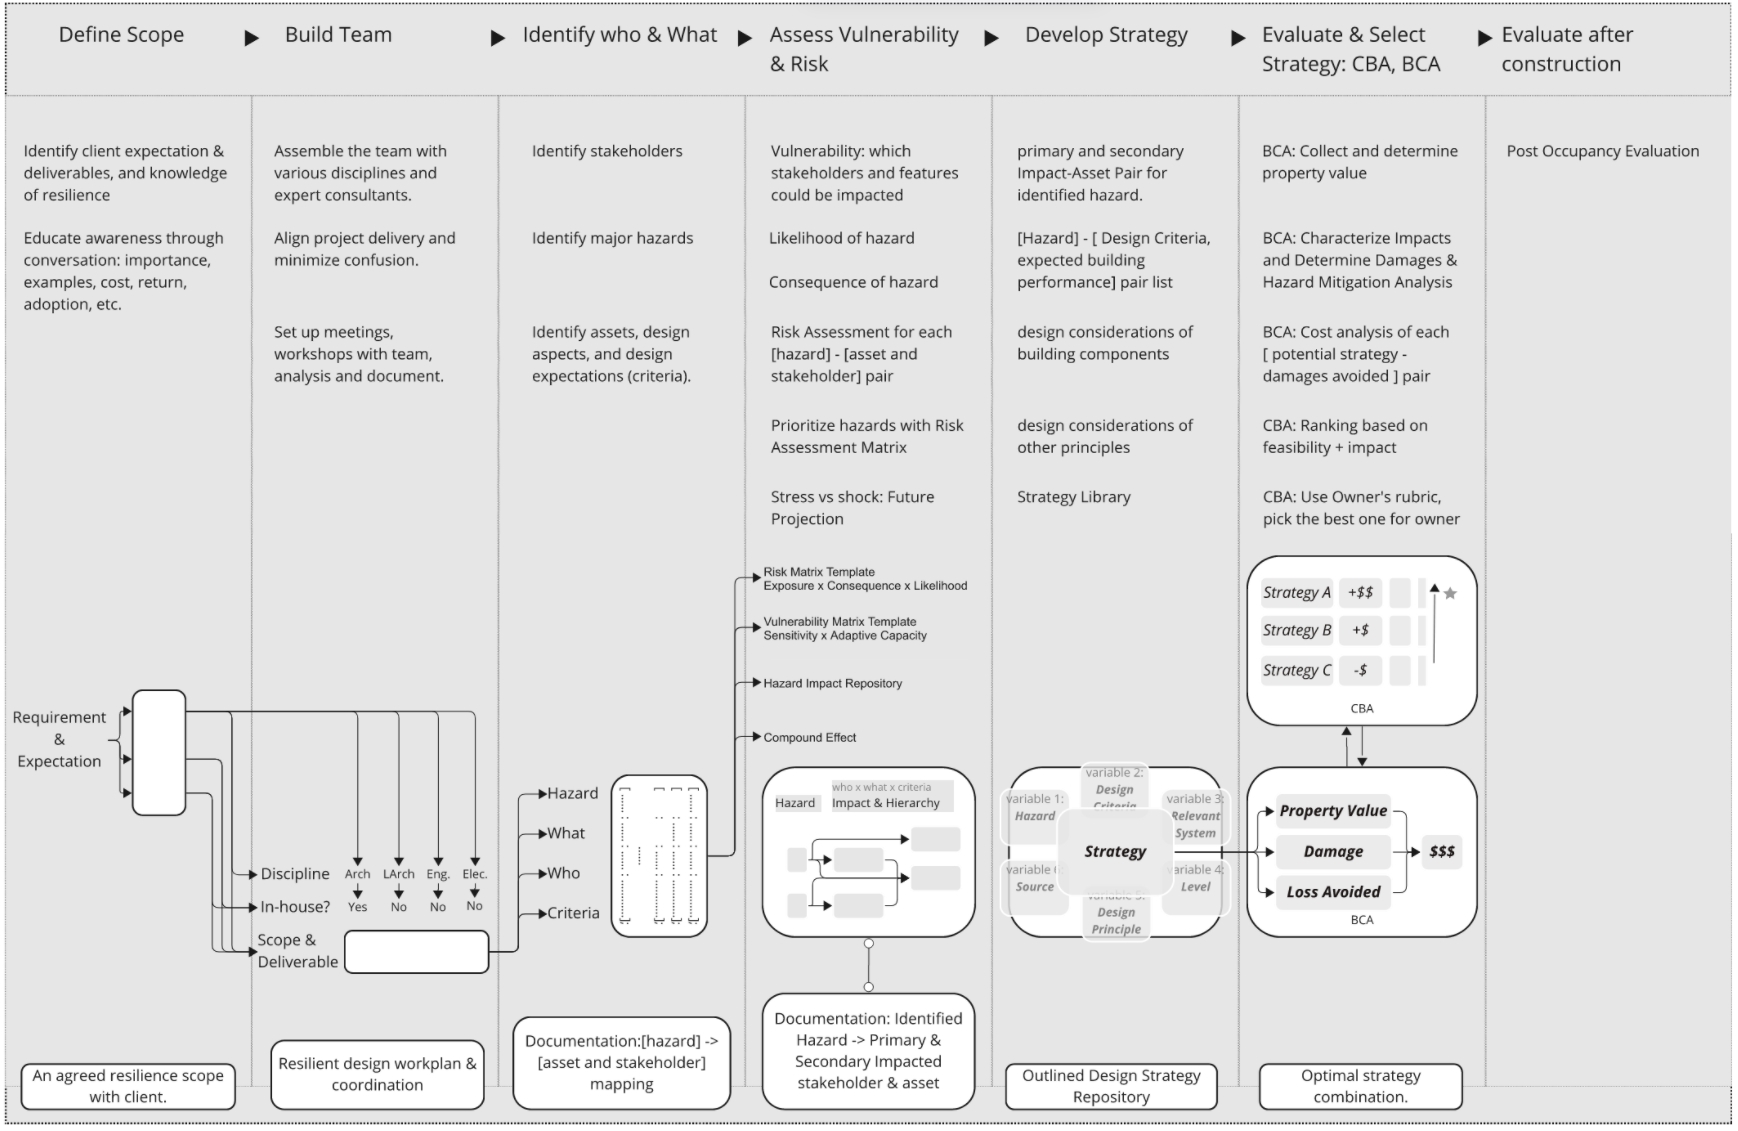 Define Scope
Build Team
Identify who & What
Assess Vulnerability
& Risk
Develop Strategy
Evaluate & Select
Strategy: CBA, BCA
Evaluate after
construction
Identify client expectation &
deliverables, and knowledge
of resilience
Educate awareness through
conversation: importance,
examples, cost, return,
adoption, etc.
Assemble the team with
various disciplines and
expert consultants.
Align project delivery and
minimize confusion.
Set up meetings,
workshops with team,
analysis and document.
Identify stakeholders
Identify major hazards
Identify assets, design
aspects, and design
expectations (criteria).
Vulnerability: which
stakeholders and features
could be impacted
Likelihood of hazard
Consequence of hazard
Risk Assessment for each
[hazard] - [asset and
stakeholder] pair
Prioritize hazards with Risk
Assessment Matrix
Stress vs shock: Future
Projection
primary and secondary
Impact-Asset Pair for
identified hazard.
[Hazard] - [ Design Criteria,
expected building
performance] pair list
design considerations of
building components
design considerations of
other principles
Strategy Library
BCA: Collect and determine
property value
BCA: Characterize Impacts
and Determine Damages &
Hazard Mitigation Analysis
BCA: Cost analysis of each
[ potential strategy -
damages avoided ] pair
CBA: Ranking based on
feasibility + impact
CBA: Use Owner's rubric,
pick the best one for owner
Post Occupancy Evaluation
Requirement
&
Expectation
Discipline
Arch
LArch
Eng.
Elec.
In-house?
Yes
No
No
No
Scope &
Deliverable
Hazard
What
Who
Criteria
Risk Matrix Template
Exposure x Consequence x Likelihood
Vulnerability Matrix Template
Sensitivity x Adaptive Capacity
Hazard Impact Repository
Compound Effect
Hazard
who x what x criteria
Impact & Hierarchy
variable 1:
Hazard
variable 2:
Design
Criteria
variable 3:
Relevant
System
Strategy
variable
Source
variable 4:
Level
variable 5:
Design
Principle
Strategy A
+$$
Strategy B
+$
Strategy C
-$
CBA
Property Value
Damage
Loss Avoided
$$$
BCA
An agreed resilience scope
with client.
Resilient design workplan &
coordination
Documentation:[hazard] ->
[asset and stakeholder]
mapping
Documentation: Identified
Hazard -> Primary &
Secondary Impacted
stakeholder & asset
Outlined Design Strategy
Repository
Optimal strategy
combination.